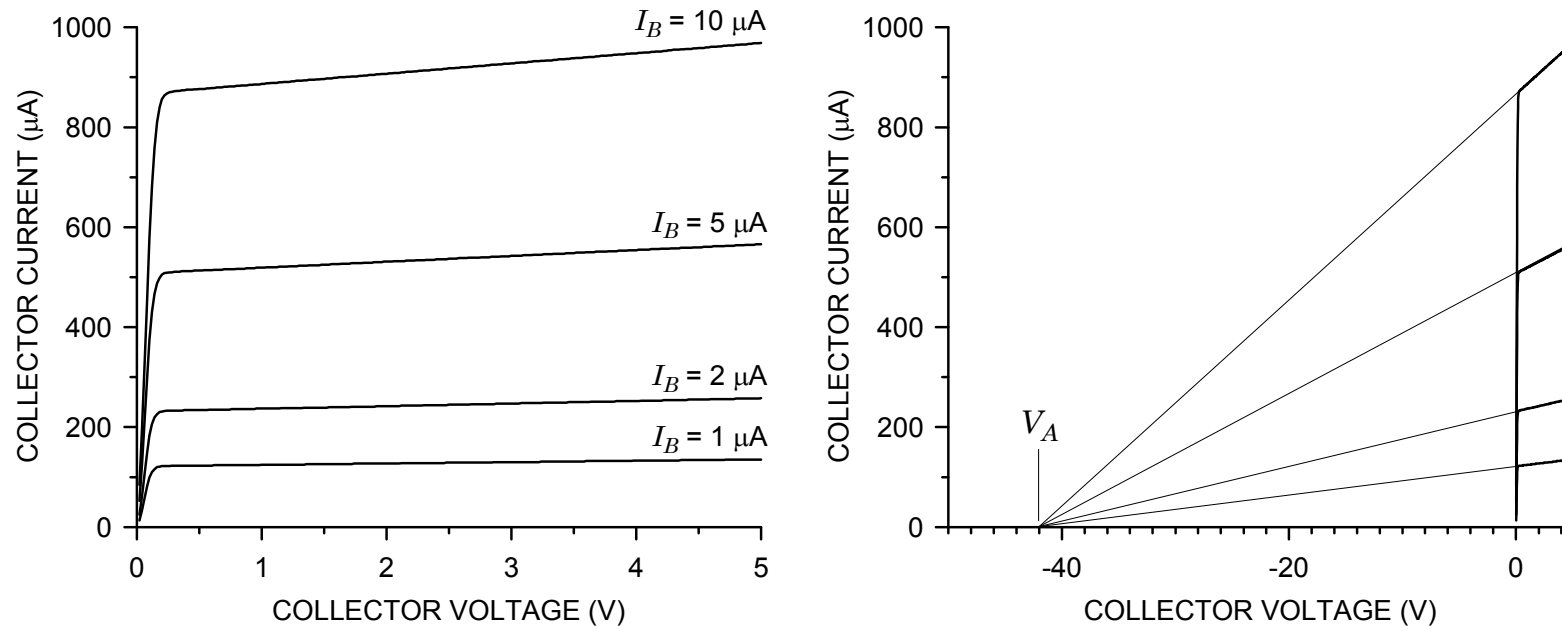 1000
800
600
400
200
0
COLLECTOR CURRENT (μA)
I_B = 10 μA
I_B = 5 μA
I_B = 2 μA
I_B = 1 μA
0 1 2 3 4 5
COLLECTOR VOLTAGE (V)
1000
800
600
400
200
0
COLLECTOR CURRENT (μA)
V_A
-40 -20 0
COLLECTOR VOLTAGE (V)